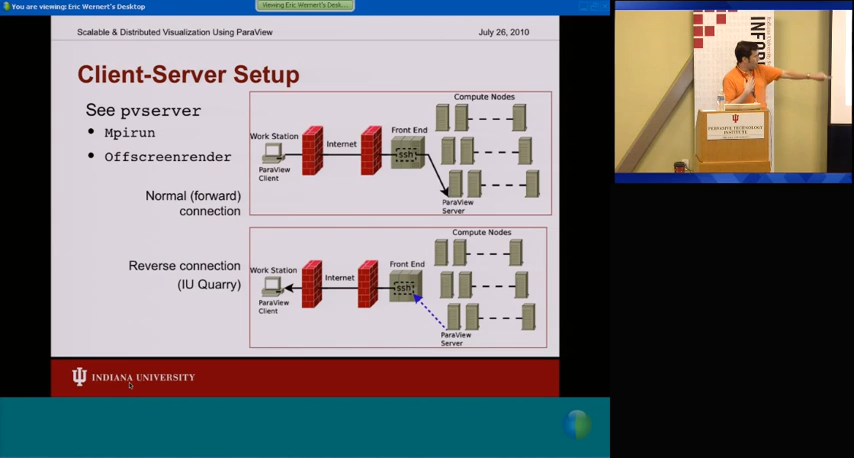 You are viewing: Eric Wernert's Desktop
Viewing Eric Wernert's Desk...
Scalable & Distributed Visualization Using ParaView
July 26, 2010
Client-Server Setup
See pvserver
• Mpirun
• Offscreenrender
Normal (forward)
connection
Compute Nodes
Work Station
Internet
Front End
ssh
ParaView
Client
ParaView
Server
Reverse connection
(IU Quarry)
Compute Nodes
Work Station
Internet
Front End
ssh
ParaView
Client
ParaView
Server
INDIANA UNIVERSITY
PERVASIVE TECHNOLOGY
INSTITUTE